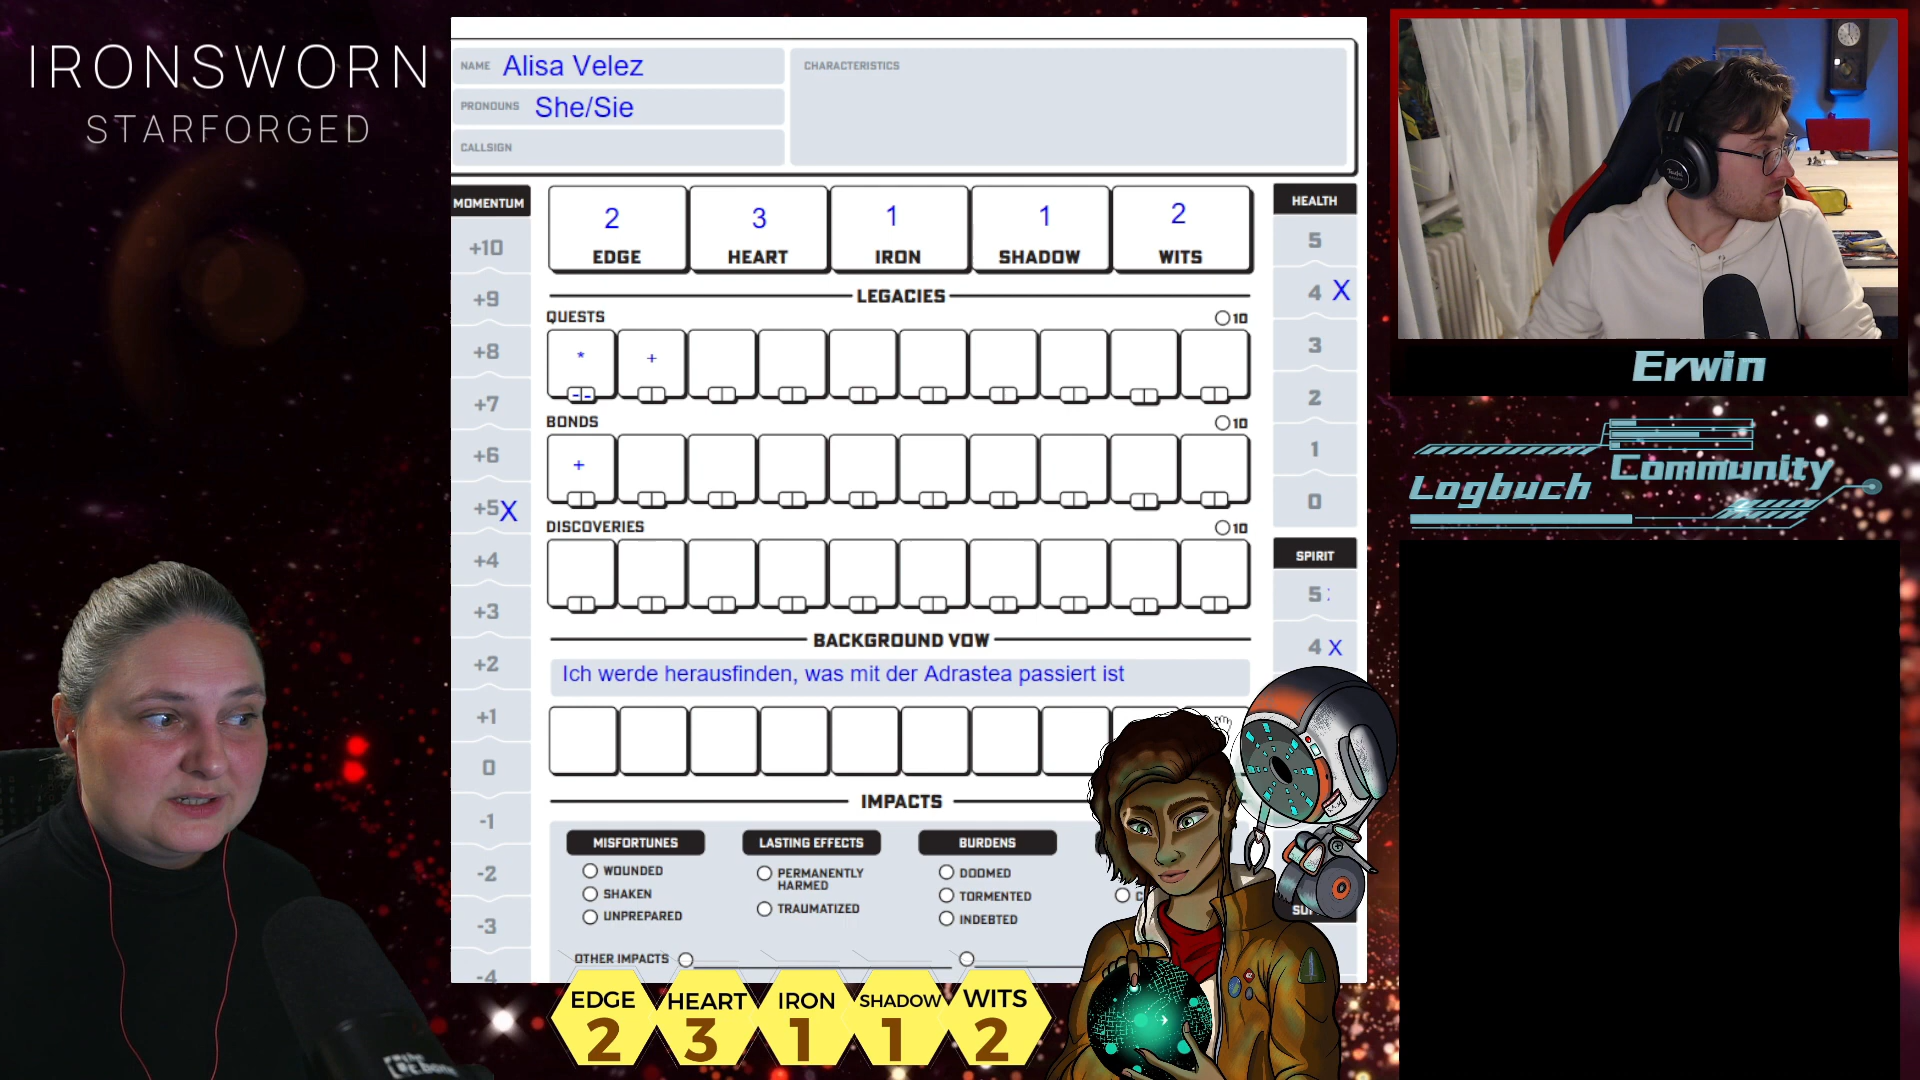 IRONSWORN
STARFORGED
NAME Alisa Velez
PRONOUNS She/Sie
CALLSIGN
CHARACTERISTICS
MOMENTUM
+10
+9
+8
+7
+6
+5 X
+4
+3
+2
+1
0
-1
-2
-3
-4
2 EDGE
3 HEART
1 IRON
1 SHADOW
2 WITS
LEGACIES
QUESTS
10
* +
BONDS
10
+
DISCOVERIES
10
BACKGROUND VOW
Ich werde herausfinden, was mit der Adrastea passiert ist
IMPACTS
MISFORTUNES
WOUNDED
SHAKEN
UNPREPARED
LASTING EFFECTS
PERMANENTLY
HARMED
TRAUMATIZED
BURDENS
DOOMED
TORMENTED
INDEBTED
OTHER IMPACTS
HEALTH
5
4 X
3
2
1
0
SPIRIT
5
4 X
EDGE
2
HEART
3
IRON
1
SHADOW
1
WITS
2
Erwin
Logbuch
Community